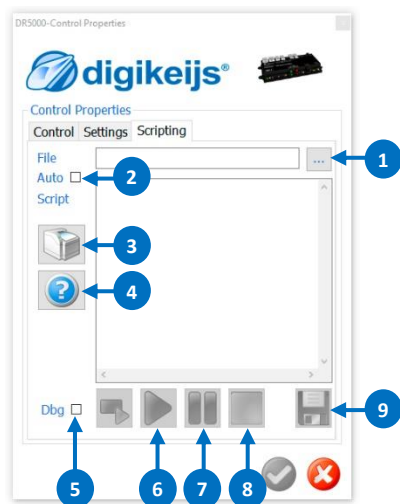 DR5000-Control Properties
digikeijs®
Control Properties
Control Settings Scripting
File ... 1
Auto 2
Script
3
4
Dbg 9
5 6 7 8